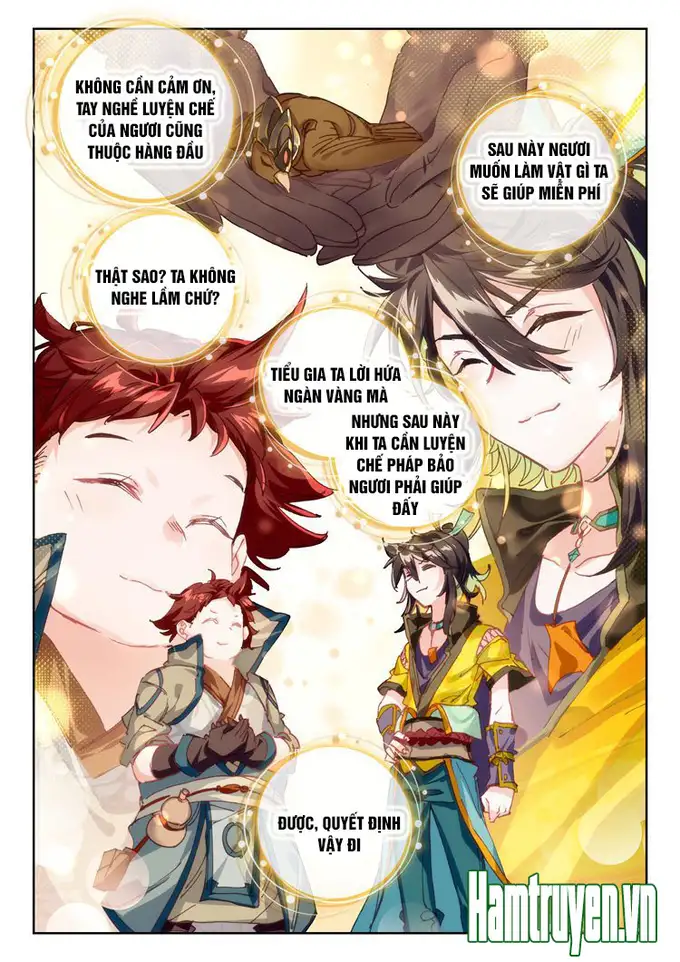 KHÔNG CẦN CẢM ƠN,
TAY NGHỀ LUYỆN CHẾ
CỦA NGƯƠI CŨNG
THUỘC HÀNG ĐẦU
SAU NÀY NGƯƠI
MUỐN LÀM VẬT GÌ TA
SẼ GIÚP MIỄN PHÍ
THẬT SAO? TA KHÔNG
NGHE LẦM CHỨ?
TIỂU GIA TA LỜI HỨA
NGÀN VÀNG MÀ
NHƯNG SAU NÀY
KHI TA CẦN LUYỆN
CHẾ PHÁP BẢO
NGƯƠI PHẢI GIÚP
ĐẤY
ĐƯỢC, QUYẾT ĐỊNH
VẬY ĐI
Hamtruyen.vn